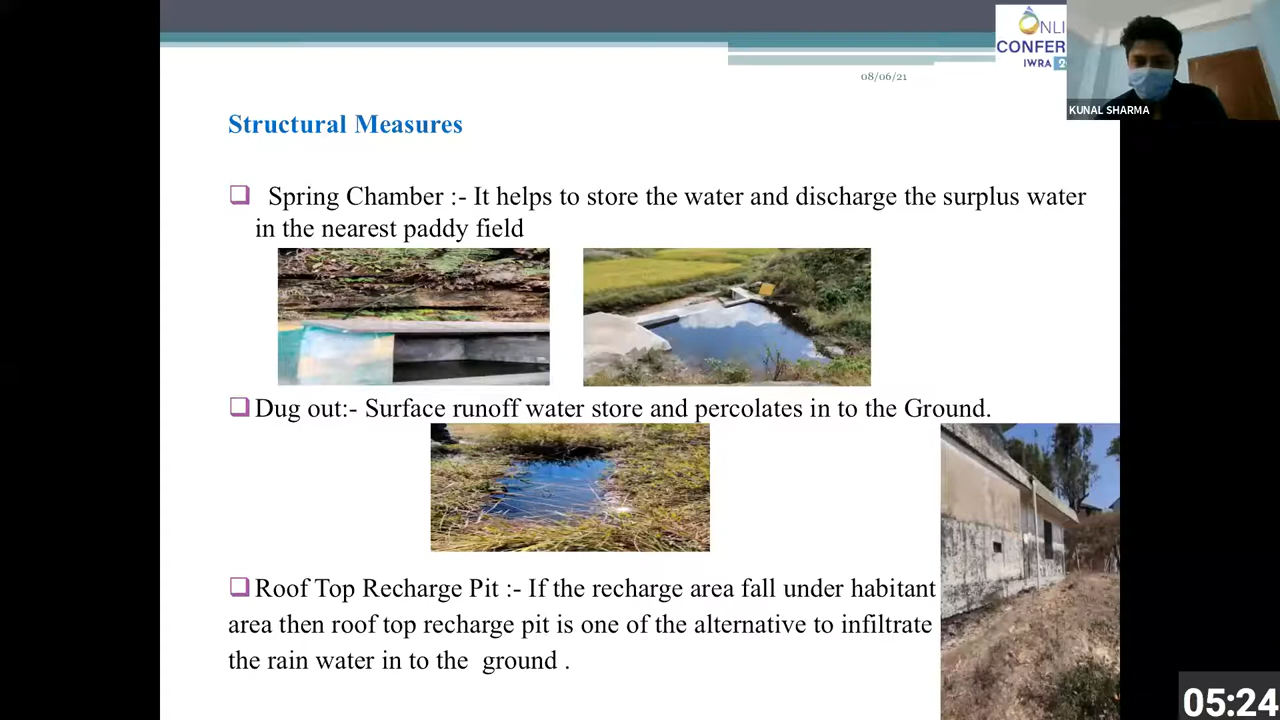 NLI
CONFER
IWRA
08/06/21
KUNAL SHARMA
Structural Measures
Spring Chamber :- It helps to store the water and discharge the surplus water
in the nearest paddy field
Dug out:- Surface runoff water store and percolates in to the Ground.
Roof Top Recharge Pit :- If the recharge area fall under habitant
area then roof top recharge pit is one of the alternative to infiltrate
the rain water in to the ground .
05:24